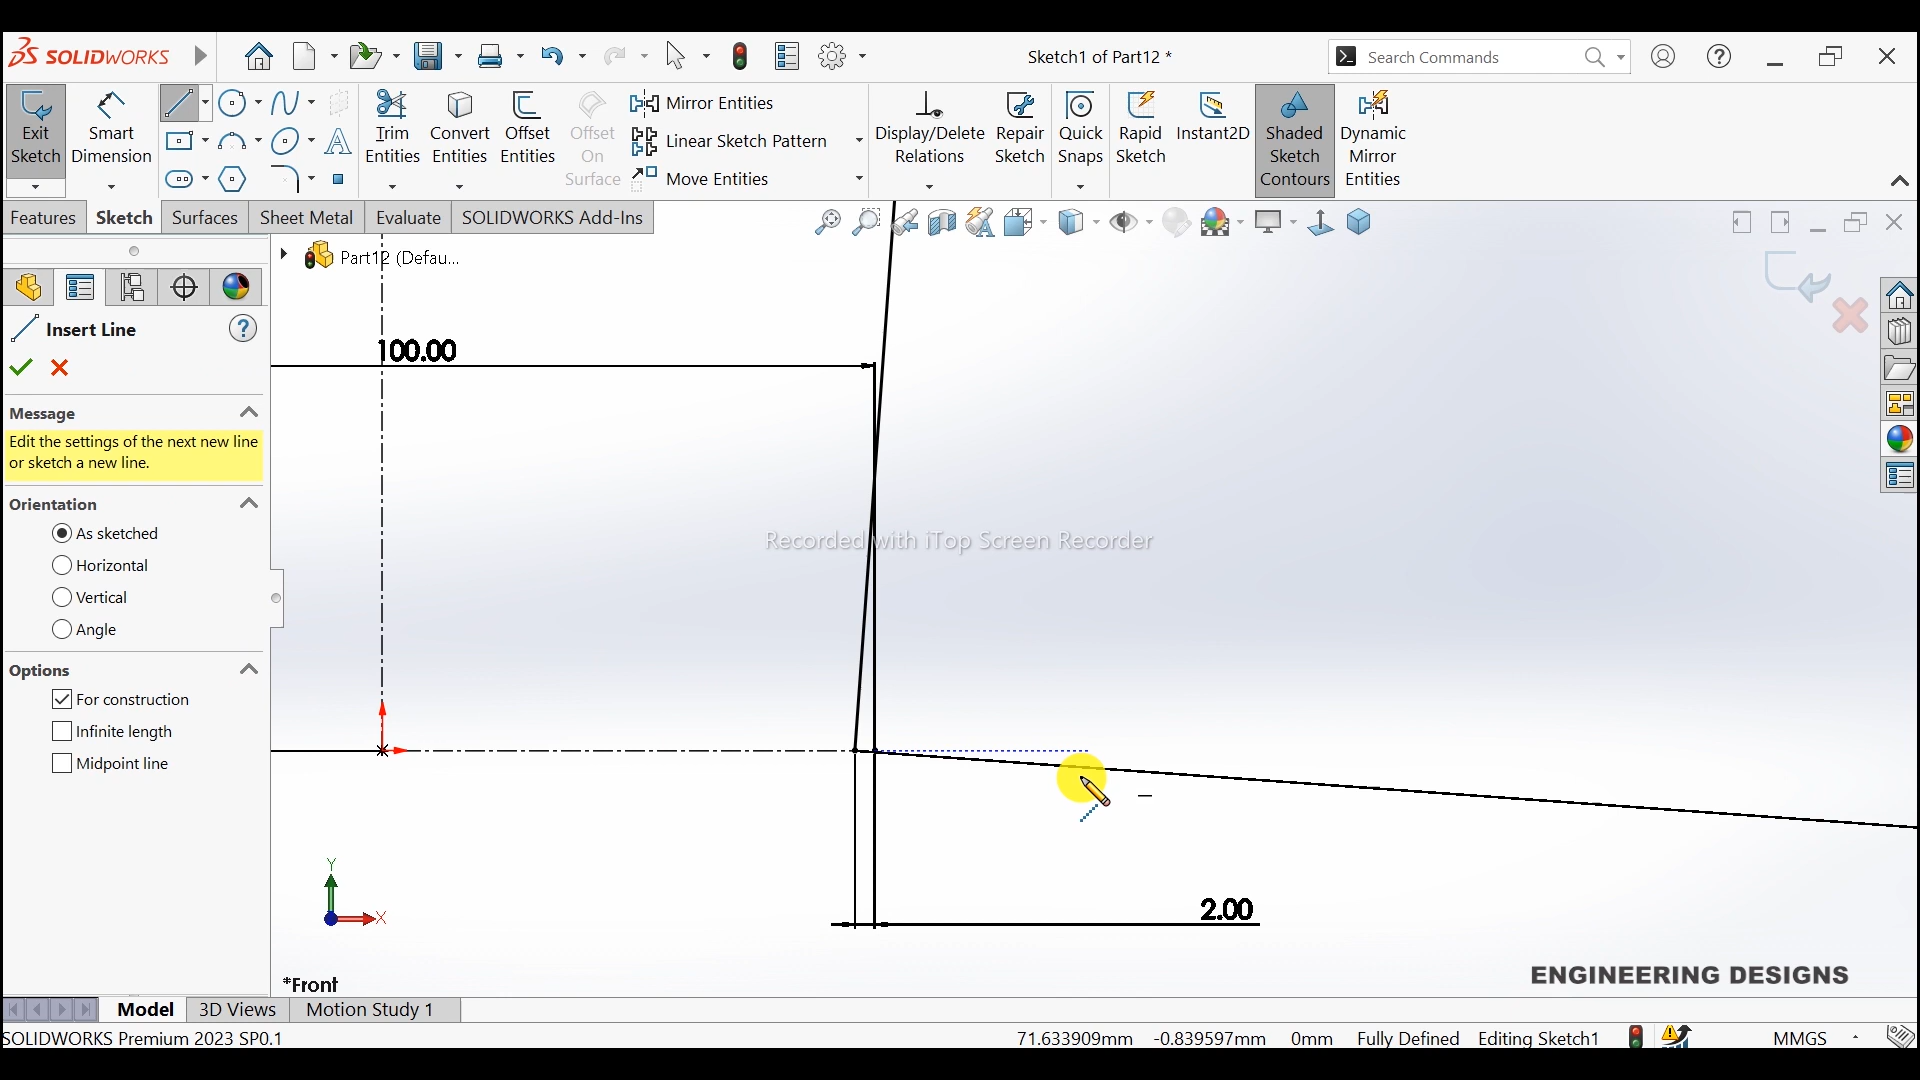 SOLIDWORKS
Sketch1 of Part12 *
Search Commands
Exit Sketch
Smart Dimension
Trim Entities
Convert Entities
Offset Entities
Offset On Surface
Mirror Entities
Linear Sketch Pattern
Move Entities
Display/Delete Relations
Repair Sketch
Quick Snaps
Rapid Sketch
Instant2D
Shaded Sketch Contours
Dynamic Mirror Entities
Features
Sketch
Surfaces
Sheet Metal
Evaluate
SOLIDWORKS Add-Ins
Part12 (Defau...
Insert Line
Message
Edit the settings of the next new line
or sketch a new line.
Orientation
As sketched
Horizontal
Vertical
Angle
Options
For construction
Infinite length
Midpoint line
100.00
Recorded with iTop Screen Recorder
2.00
Y
X
*Front
ENGINEERING DESIGNS
Model
3D Views
Motion Study 1
SOLIDWORKS Premium 2023 SP0.1
71.633909mm
-0.839597mm
0mm
Fully Defined
Editing Sketch1
MMGS